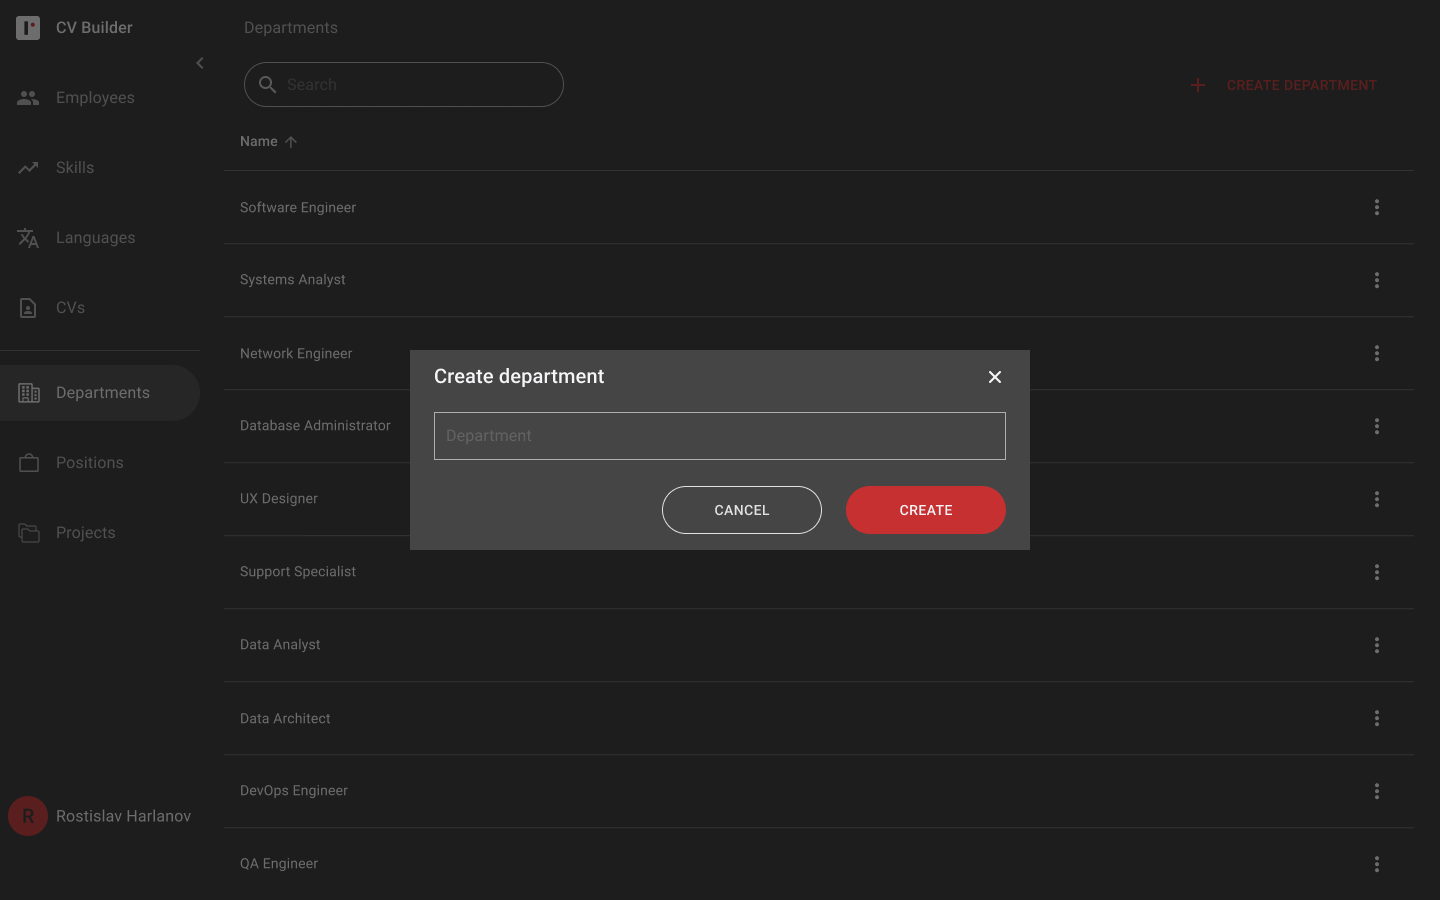 CV Builder
Departments
Employees
Search
CREATE DEPARTMENT
Name
Skills
Software Engineer
Languages
Systems Analyst
CVs
Network Engineer
Create department
Departments
Database Administrator
Department
Positions
UX Designer
CANCEL
CREATE
Projects
Support Specialist
Data Analyst
Data Architect
DevOps Engineer
R
Rostislav Harlanov
QA Engineer